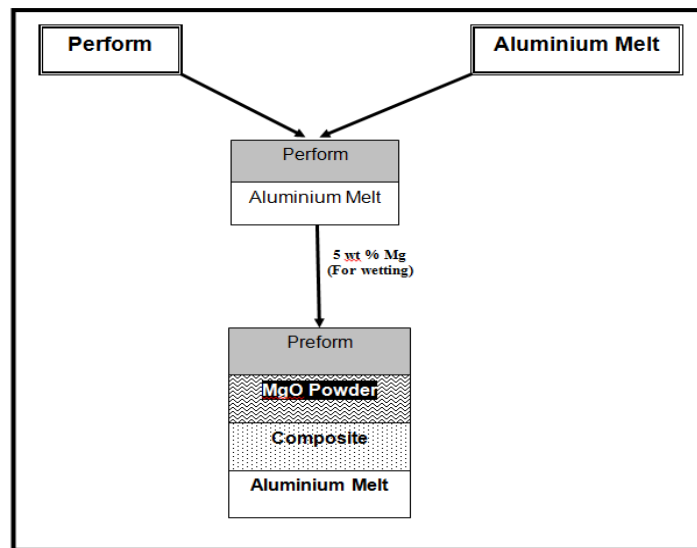 Perform
Aluminium Melt
Perform
Aluminium Melt
5 wt % Mg
(For wetting)
Preform
MgO Powder
Composite
Aluminium Melt